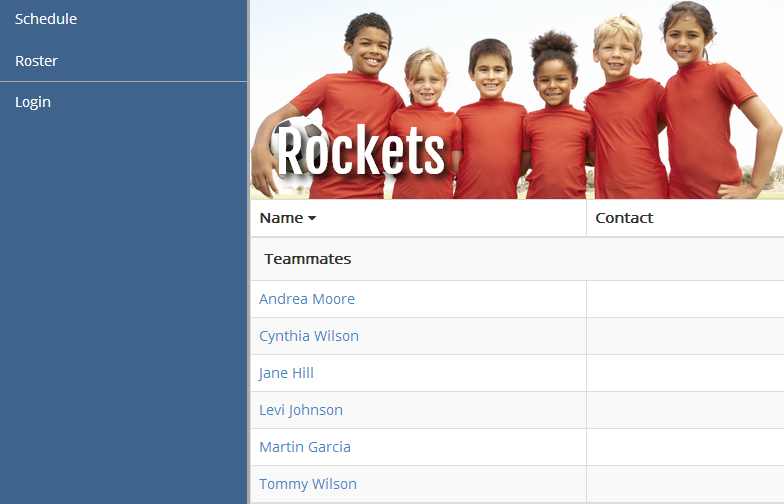 Schedule
Roster
Login
Rockets
Name Contact
Teammates
Andrea Moore
Cynthia Wilson
Jane Hill
Levi Johnson
Martin Garcia
Tommy Wilson